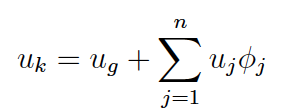 $u_k = u_g + \sum_{j=1}^{n} u_j \phi_j$